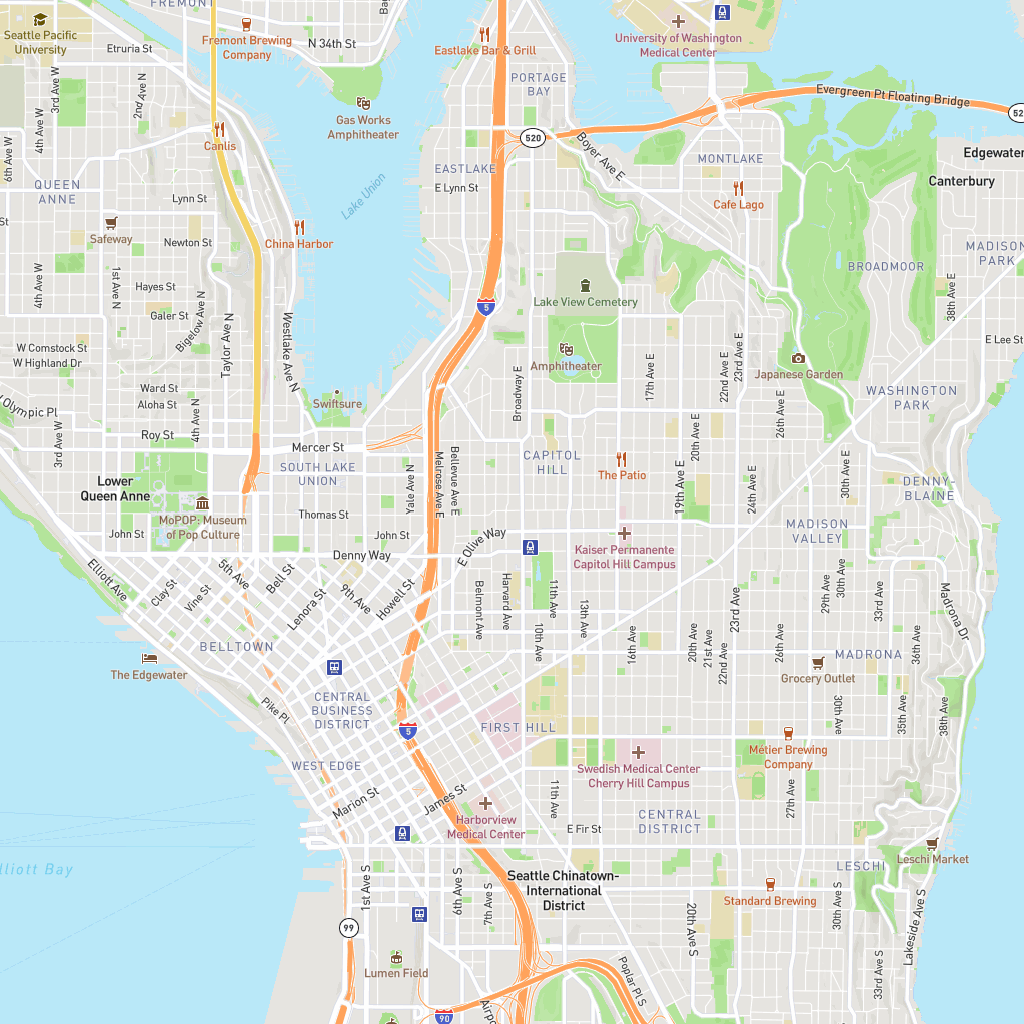 FREMONT
Seattle Pacific
University
Etruria St
Fremont Brewing
Company
N 34th St
Eastlake Bar & Grill
University of Washington
Medical Center
PORTAGE
BAY
Gas Works
Amphitheater
Evergreen Pt Floating Bridge
520
3rd Ave W
4th Ave W
2nd Ave N
6th Ave W
Canlis
Boyer Ave E
Edgewater
Canterbury
MONTLAKE
EASTLAKE
E Lynn St
QUEEN
ANNE
Lynn St
Lake Union
Cafe Lago
Safeway
Newton St
China Harbor
MADISON
PARK
BROADMOOR
4th Ave W
1st Ave N
Hayes St
Galer St
Bigelow Ave N
Taylor Ave N
Westlake Ave N
5
Lake View Cemetery
38th Ave E
E Lee St
W Comstock St
W Highland Dr
Amphitheater
17th Ave E
22nd Ave E
23rd Ave E
Japanese Garden
Ward St
Aloha St
Swiftsure
Broadway E
WASHINGTON
PARK
Olympic Pl
4th Ave N
3rd Ave W
Roy St
Mercer St
20th Ave E
26th Ave E
SOUTH LAKE
UNION
CAPITOL
HILL
The Patio
Lower
Queen Anne
Yale Ave N
Melrose Ave E
Bellevue Ave E
19th Ave E
24th Ave E
30th Ave E
DENNY-
BLAINE
MoPOP: Museum
of Pop Culture
Thomas St
John St
John St
Denny Way
E Olive Way
MADISON
VALLEY
Kaiser Permanente
Capitol Hill Campus
Elliott Ave
Clay St
Vine St
5th Ave
Bell St
Lenora St
9th Ave
Howell St
Belmont Ave
Harvard Ave
11th Ave
10th Ave
13th Ave
16th Ave
20th Ave
21st Ave
22nd Ave
23rd Ave
26th Ave
29th Ave
30th Ave
33rd Ave
36th Ave
Madrona Dr
BELLTOWN
MADRONA
The Edgewater
Grocery Outlet
Pike Pl
CENTRAL
BUSINESS
DISTRICT
5
FIRST HILL
30th Ave
35th Ave
38th Ave
Métier Brewing
Company
WEST EDGE
Swedish Medical Center
Cherry Hill Campus
Marion St
James St
11th Ave
27th Ave
Harborview
Medical Center
E Fir St
CENTRAL
DISTRICT
LESCHI
Leschi Market
lliott Bay
1st Ave S
6th Ave S
7th Ave S
Seattle Chinatown-
International
District
Standard Brewing
20th Ave S
30th Ave S
Lakeside Ave S
99
Lumen Field
Poplar Pl S
33rd Ave S
90